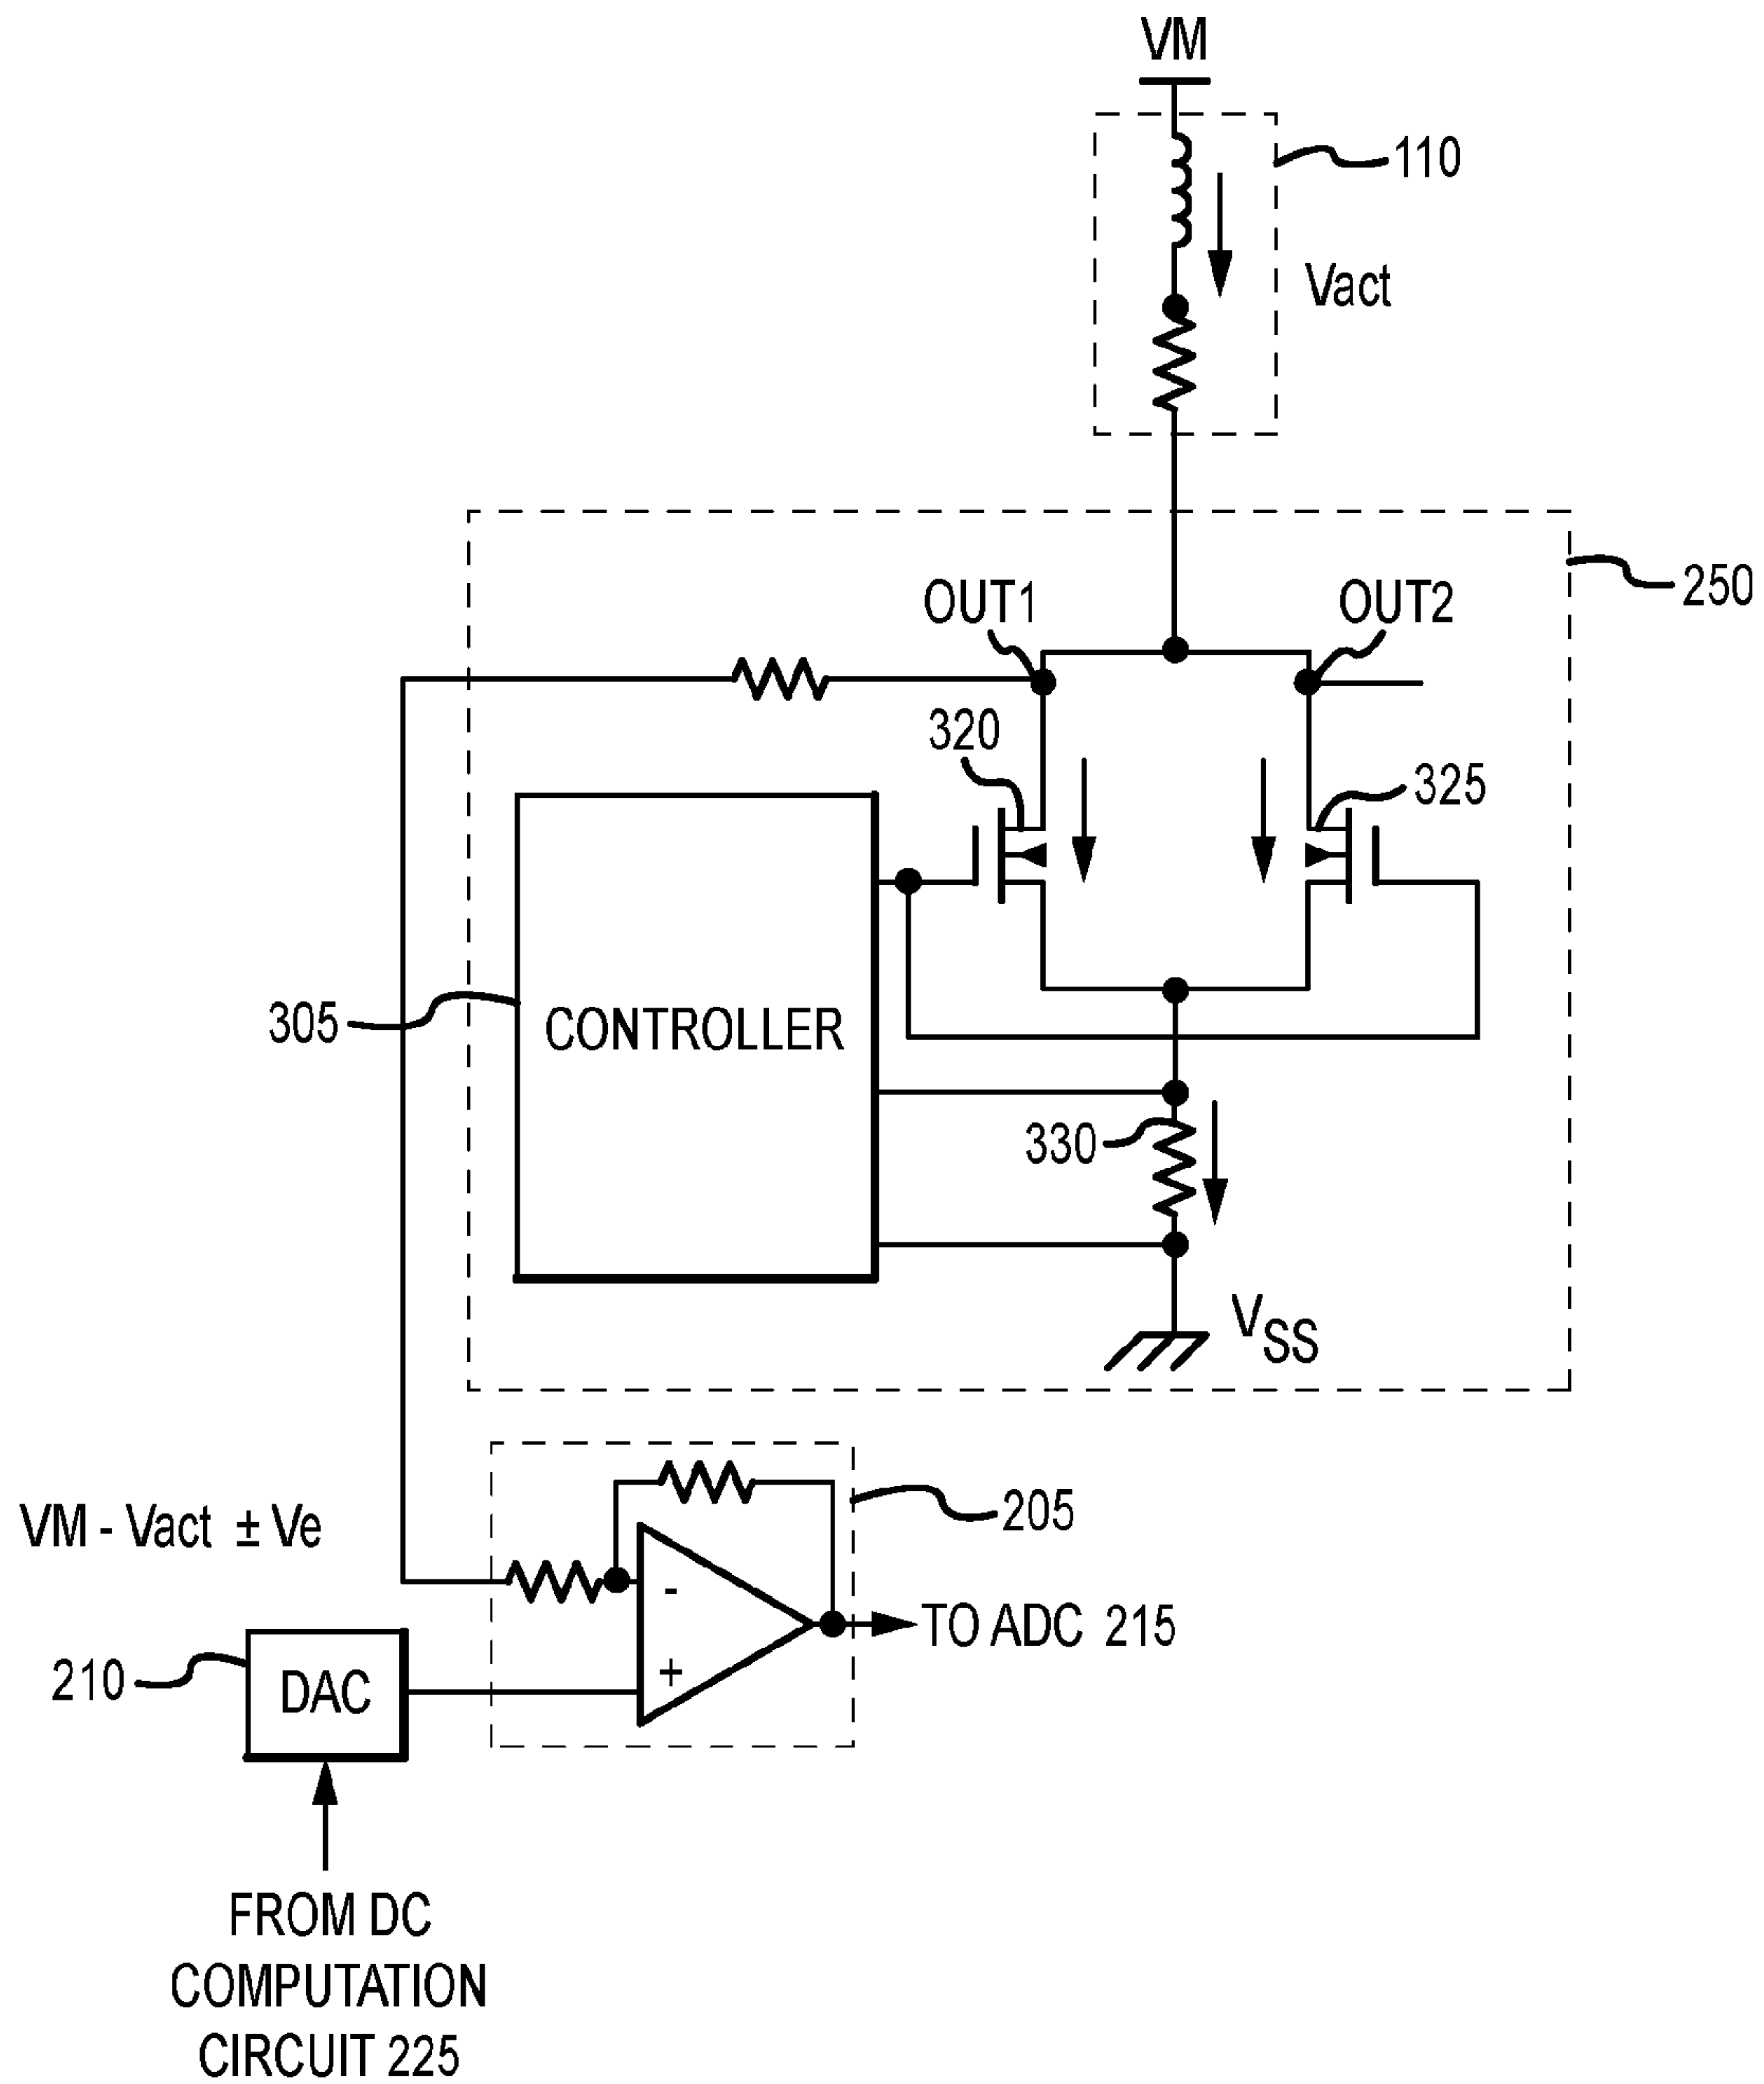 VM
110
Vact
250
OUT1
OUT2
320
325
305
CONTROLLER
330
VSS
205
VM - Vact ± Ve
-
TO ADC 215
+
210
DAC
FROM DC
COMPUTATION
CIRCUIT 225